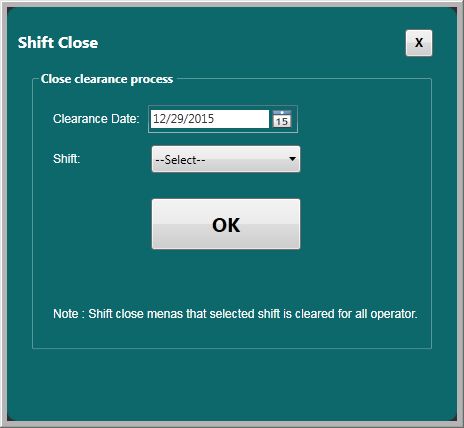 Shift Close
X
Close clearance process
Clearance Date: 12/29/2015 15
Shift: --Select--
OK
Note : Shift close menas that selected shift is cleared for all operator.